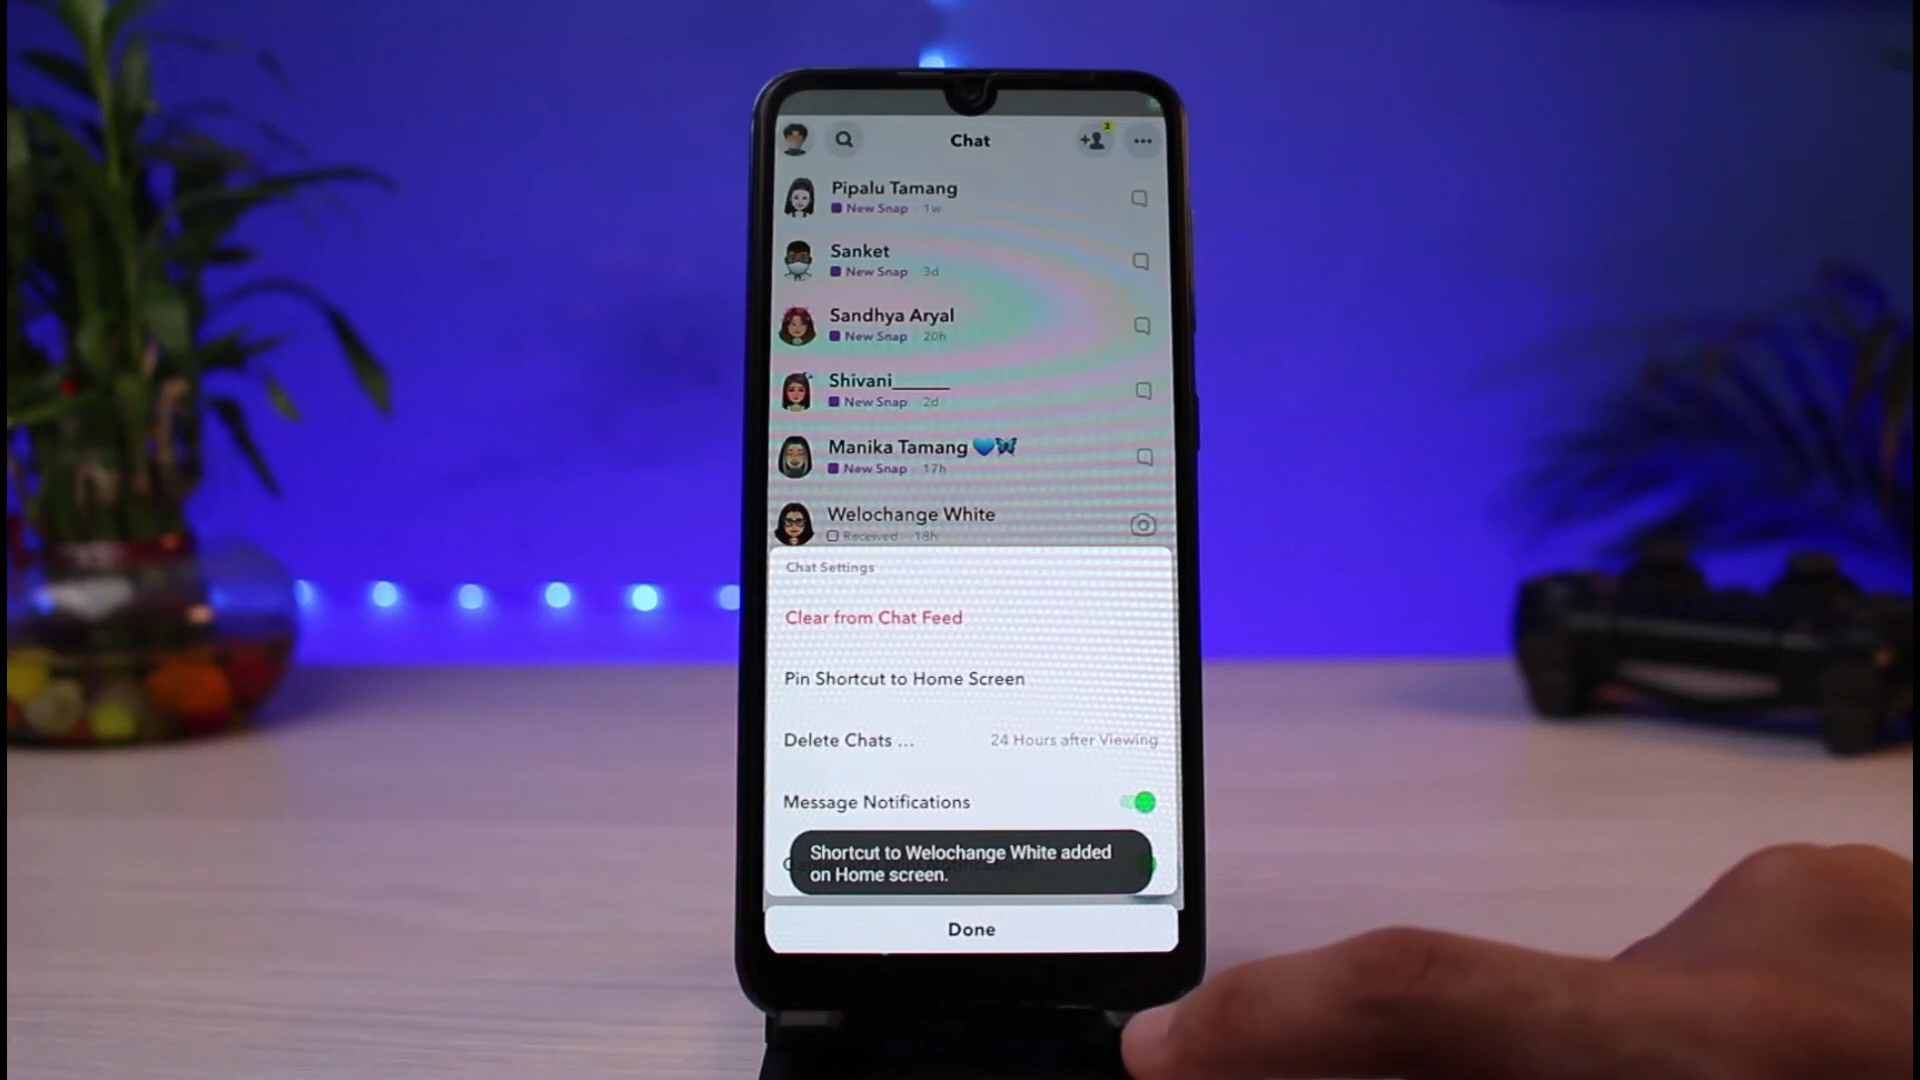 Chat
2
Pipalu Tamang
New Snap 1w
Sanket
New Snap 3d
Sandhya Aryal
New Snap 20h
Shivani______
New Snap 2d
Manika Tamang 💙🦋
New Snap 17h
Welochange White
Received 18h
Chat Settings
Clear from Chat Feed
Pin Shortcut to Home Screen
Delete Chats ... 24 Hours after Viewing
Message Notifications
Shortcut to Welochange White added
on Home screen.
Done